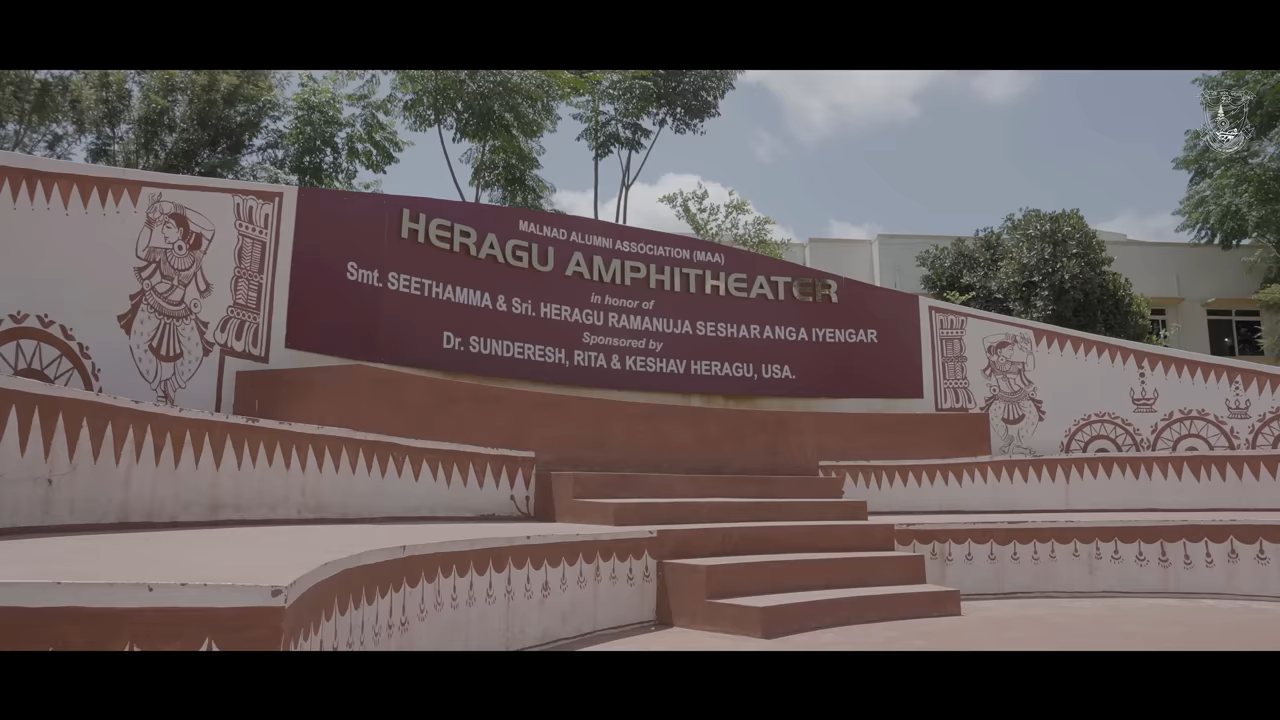 MALNAD ALUMNI ASSOCIATION (MAA)
HERAGU AMPHITHEATER
in honor of
Smt. SEETHAMMA & Sri. HERAGU RAMANUJA SESHARANGA IYENGAR
Sponsored by
Dr. SUNDERESH, RITA & KESHAV HERAGU, USA.